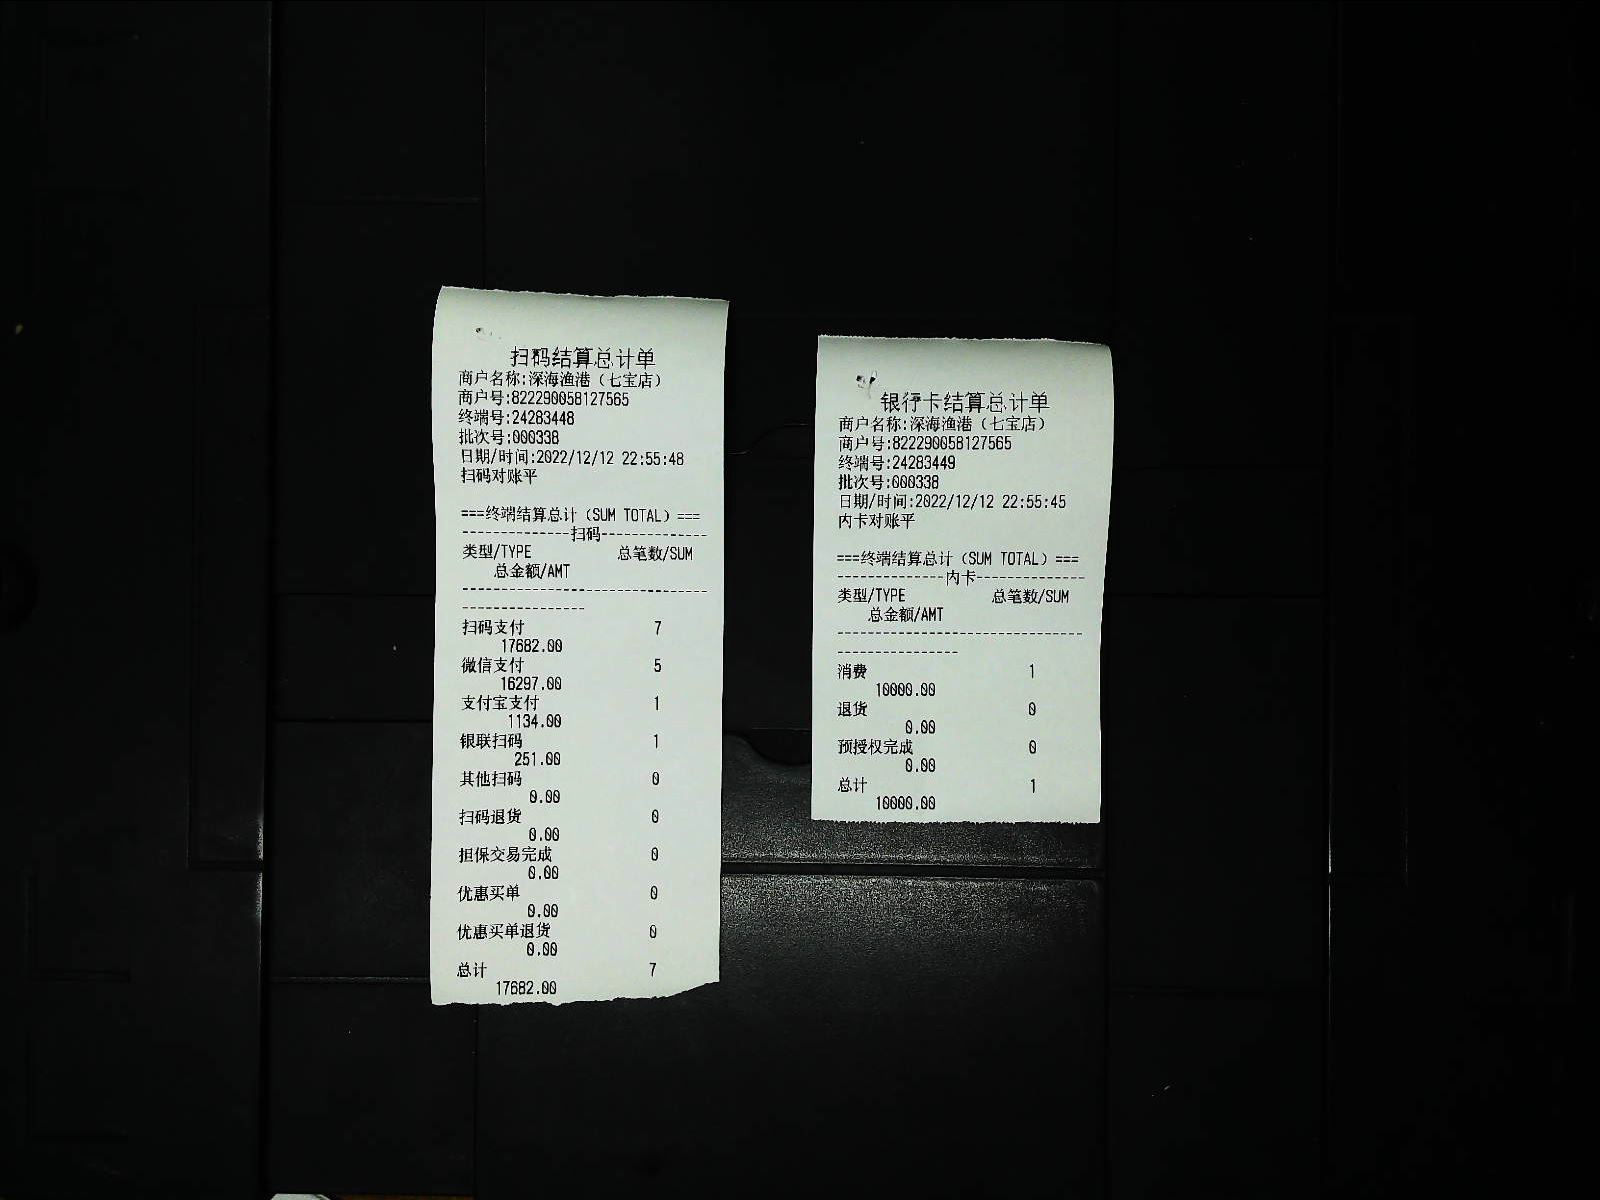 扫码结算总计单
商户名称:深海渔港（七宝店）
商户号:822290058127565
终端号:24283448
批次号:000338
日期/时间:2022/12/12 22:55:48
扫码对账平
===终端结算总计（SUM TOTAL）===
---------------扫码---------------
类型/TYPE 总笔数/SUM
总金额/AMT
--------------------------------
----------------
扫码支付 7
17682.00
微信支付 5
16297.00
支付宝支付 1
1134.00
银联扫码 1
251.00
其他扫码 0
0.00
扫码退货 0
0.00
担保交易完成 0
0.00
优惠买单 0
0.00
优惠买单退货 0
0.00
总计 7
17682.00
银行卡结算总计单
商户名称:深海渔港（七宝店）
商户号:822290058127565
终端号:24283449
批次号:000338
日期/时间:2022/12/12 22:55:45
内卡对账平
===终端结算总计（SUM TOTAL）===
---------------内卡---------------
类型/TYPE 总笔数/SUM
总金额/AMT
--------------------------------
----------------
消费 1
10000.00
退货 0
0.00
预授权完成 0
0.00
总计 1
10000.00